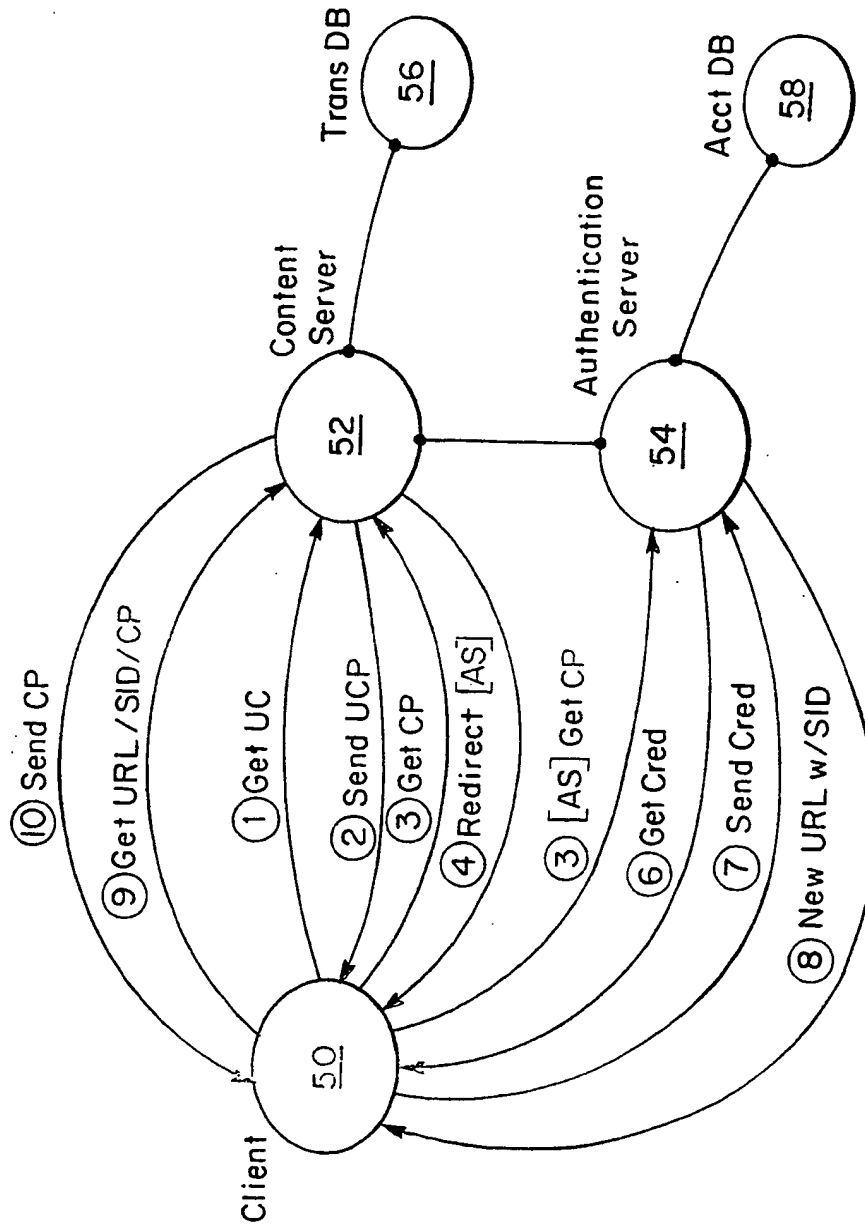 ⑩ Send CP
⑨ Get URL/SID/CP
① Get UC
② Send UCP
③ Get CP
④ Redirect [AS]
③ [AS] Get CP
⑥ Get Cred
⑦ Send Cred
⑧ New URL w/SID
Client
50
Content
Server
52
Trans DB
56
Authentication
Server
54
Acct DB
58